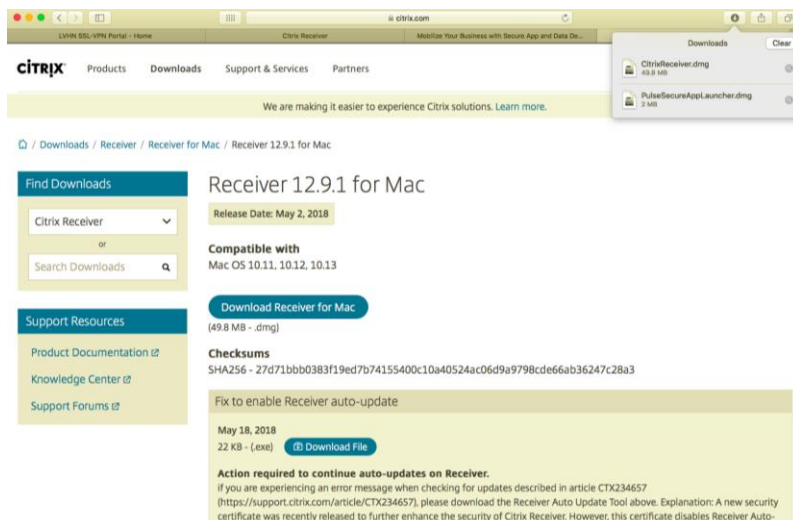 citrix.com
LVHN SSL-VPN Portal - Home
Citrix Receiver
Mobilize Your Business with Secure App and Data De...
Downloads
Clear
CitrixReceiver.dmg
49.8 MB
PulseSecureAppLauncher.dmg
2 MB
CİTRIX
Products
Downloads
Support & Services
Partners
We are making it easier to experience Citrix solutions. Learn more.
/ Downloads / Receiver / Receiver for Mac / Receiver 12.9.1 for Mac
Find Downloads
Citrix Receiver
or
Search Downloads
Support Resources
Product Documentation
Knowledge Center
Support Forums
Receiver 12.9.1 for Mac
Release Date: May 2, 2018
Compatible with
Mac OS 10.11, 10.12, 10.13
Download Receiver for Mac
(49.8 MB - .dmg)
Checksums
SHA256 - 27d71bbb0383f19ed7b74155400c10a40524ac06d9a9798cde66ab36247c28a3
Fix to enable Receiver auto-update
May 18, 2018
22 KB - (.exe)
Download File
Action required to continue auto-updates on Receiver.
if you are experiencing an error message when checking for updates described in article CTX234657
(https://support.citrix.com/article/CTX234657), please download the Receiver Auto Update Tool above. Explanation: A new security
certificate was recently released to further enhance the security of Citrix Receiver. However, this certificate disables Receiver Auto-